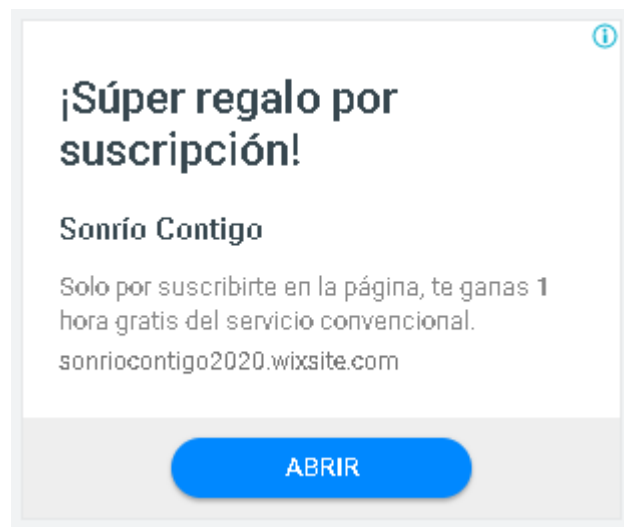 ¡Súper regalo por
suscripción!
Sonrío Contigo
Solo por suscribirte en la página, te ganas 1
hora gratis del servicio convencional.
sonriocontigo2020.wixsite.com
ABRIR